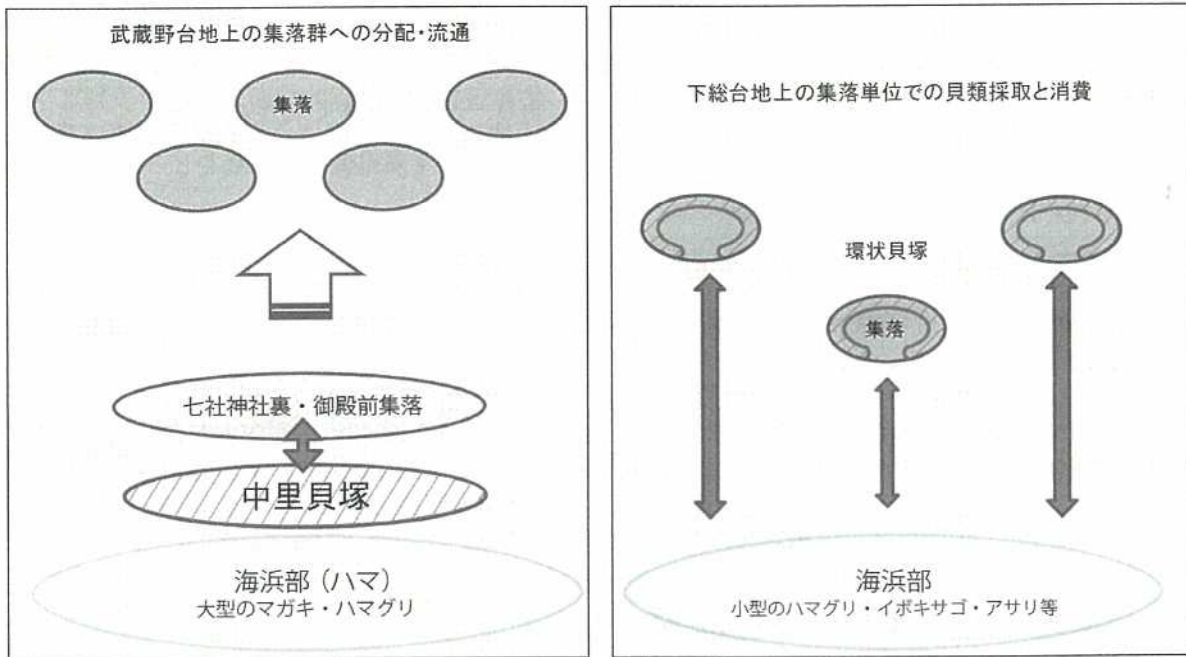 武蔵野台地上の集落群への分配・流通
集落
七社神社裏・御殿前集落
中里貝塚
海浜部（ハマ）
大型のマガキ・ハマグリ
下総台地上の集落単位での貝類採取と消費
環状貝塚
集落
海浜部
小型のハマグリ・イボキサゴ・アサリ等